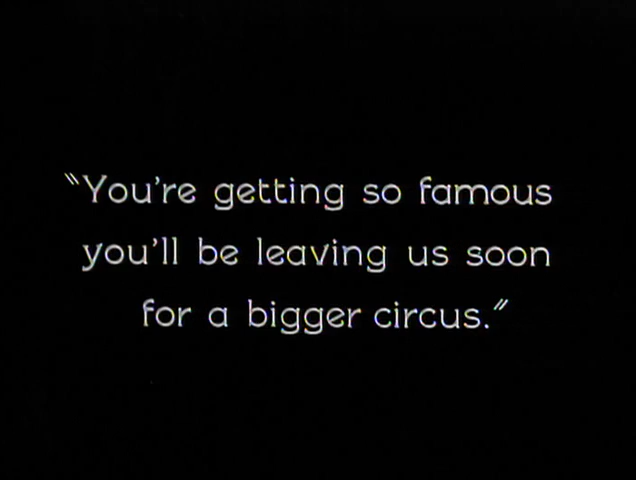 "You're getting so famous
you'll be leaving us soon
for a bigger circus."